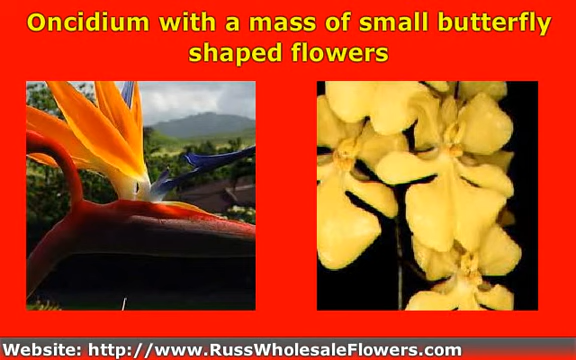 Oncidium with a mass of small butterfly
shaped flowers
Website: http://www.RussWholesaleFlowers.com